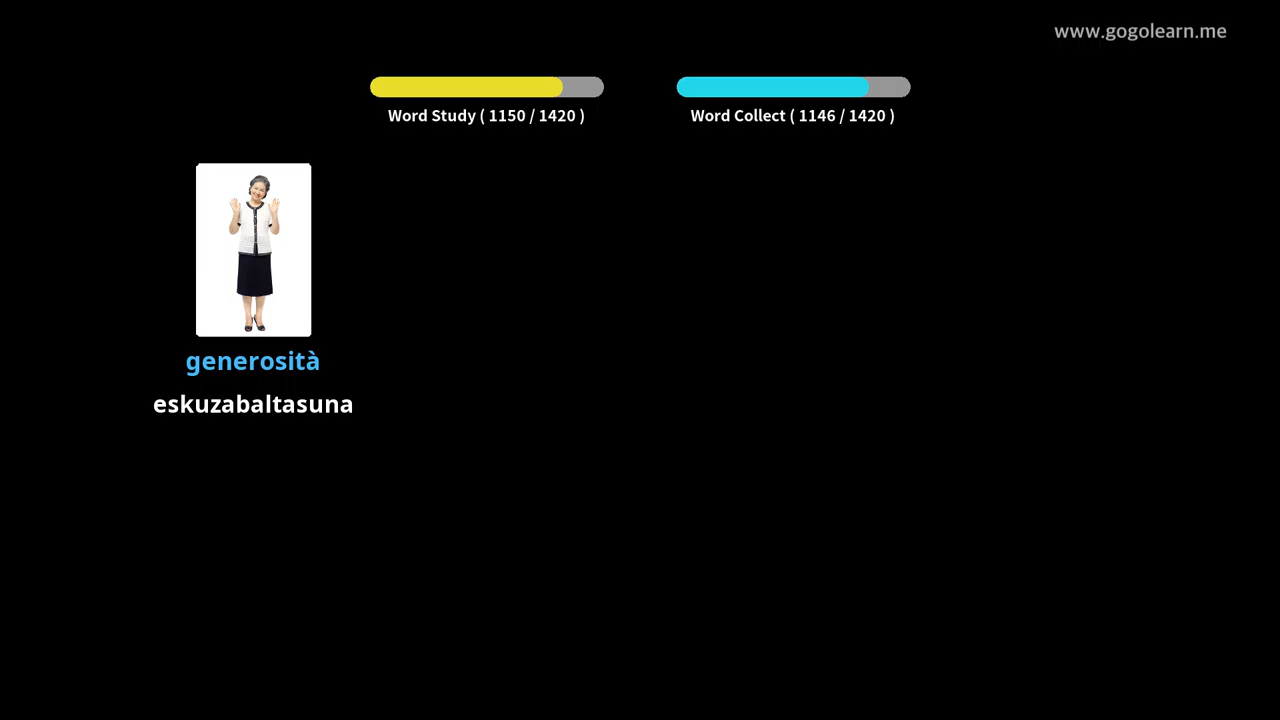 www.gogolearn.me
Word Study ( 1150 / 1420 )
Word Collect ( 1146 / 1420 )
generosità
eskuzabaltasuna